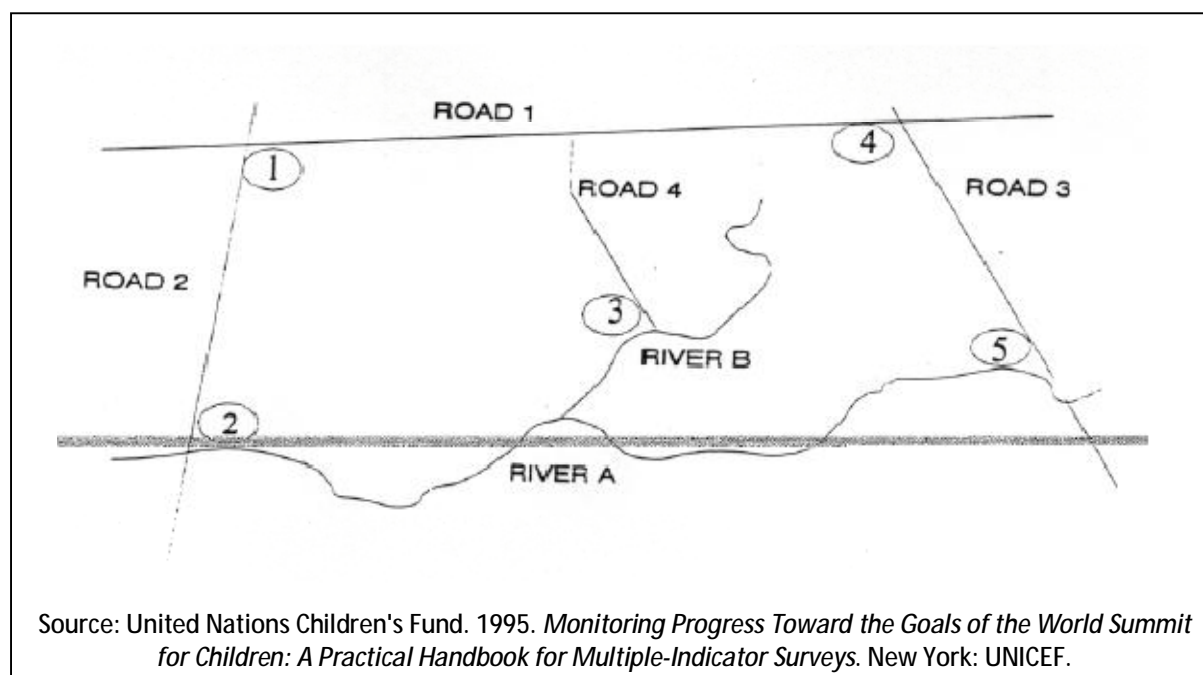 ROAD 1
1
4
ROAD 4
ROAD 3
ROAD 2
3
5
RIVER B
2
RIVER A
Source: United Nations Children's Fund. 1995. Monitoring Progress Toward the Goals of the World Summit
for Children: A Practical Handbook for Multiple-Indicator Surveys. New York: UNICEF.